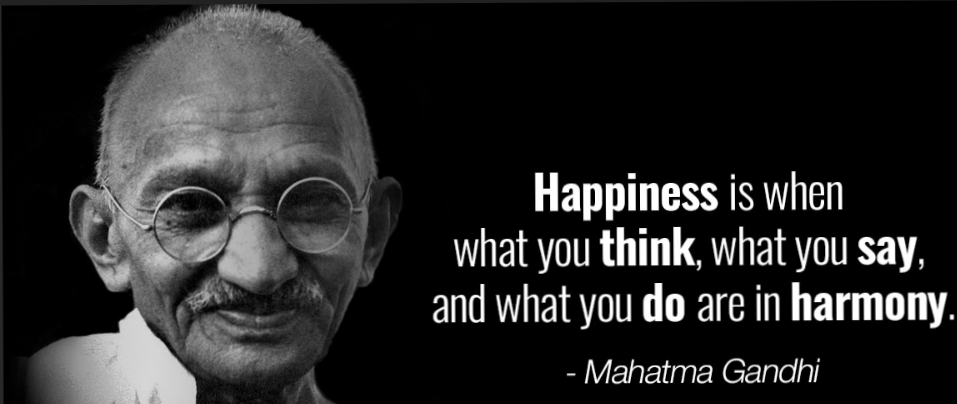 Happiness is when
what you think, what you say,
and what you do are in harmony.
- Mahatma Gandhi